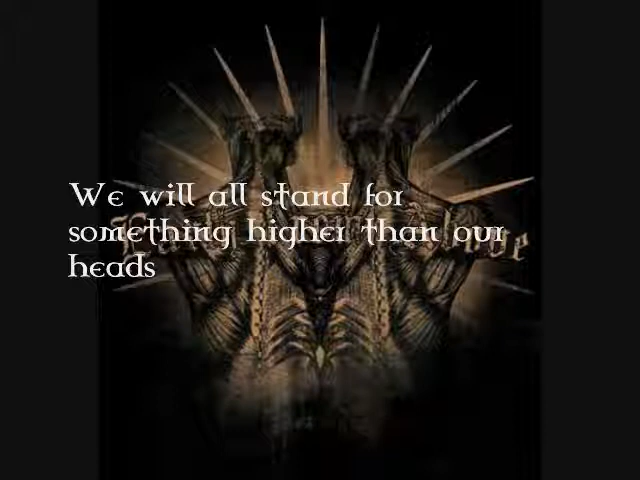 We will all stand for
something higher than our
heads